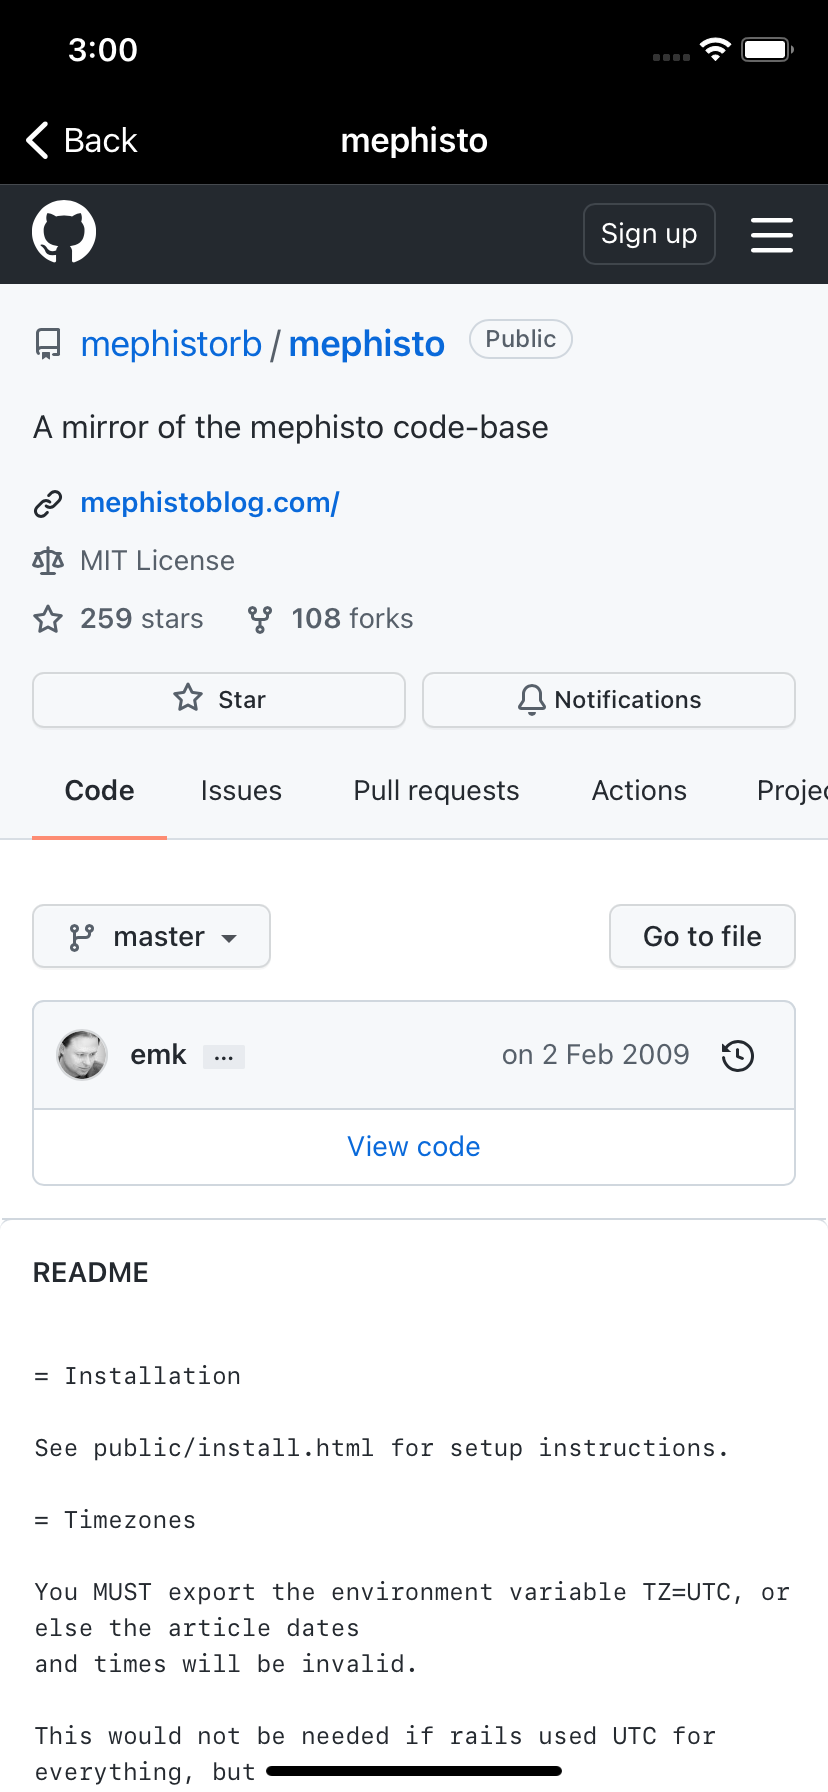 3:00
Back
mephisto
Sign up
mephistorb / mephisto Public
A mirror of the mephisto code-base
mephistoblog.com/
MIT License
259 stars 108 forks
Star
Notifications
Code Issues Pull requests Actions Projec
master
Go to file
emk ... on 2 Feb 2009
View code
README
= Installation
See public/install.html for setup instructions.
= Timezones
You MUST export the environment variable TZ=UTC, or
else the article dates
and times will be invalid.
This would not be needed if rails used UTC for
everything, but